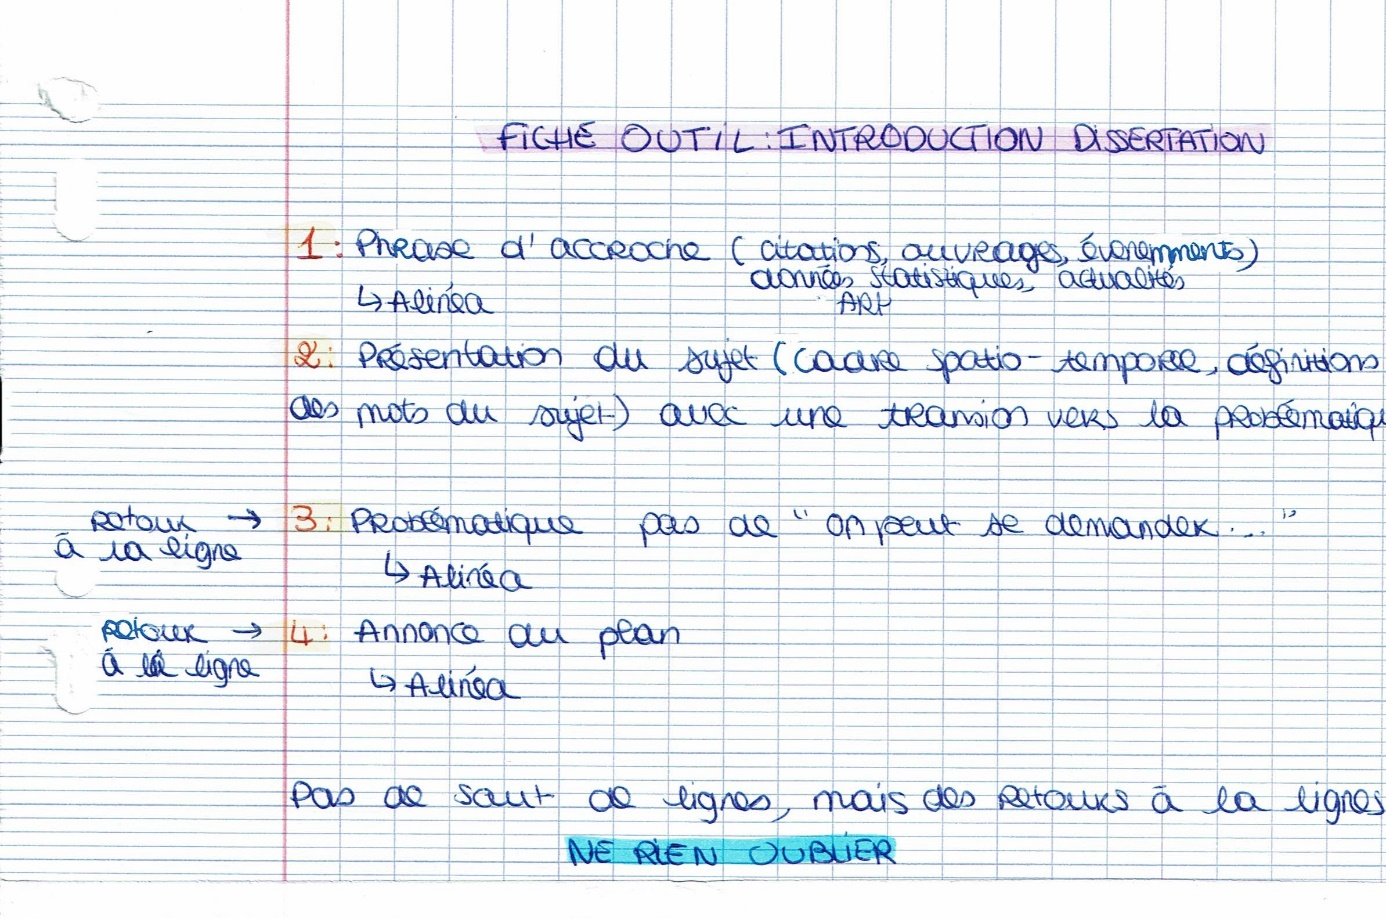 FICHE OUTIL : INTRODUCTION DISSERTATION
1 : Phrase d'accroche ( citations, ouvrages, évenemments )
données, statistiques, actualités
↳ Alinéa
ART
2 : Présentation du sujet ( cadre spatio-temporel, définitions
des mots du sujet ) avec une transion vers la problématiqu
retour → 3 : Problématique pas de " on peut se demander ... "
à la ligne
↳ Alinéa
retour → 4 : Annonce du plan
à la ligne
↳ Alinéa
Pas de saut de lignes, mais des retours à la lignes
NE RIEN OUBLIER